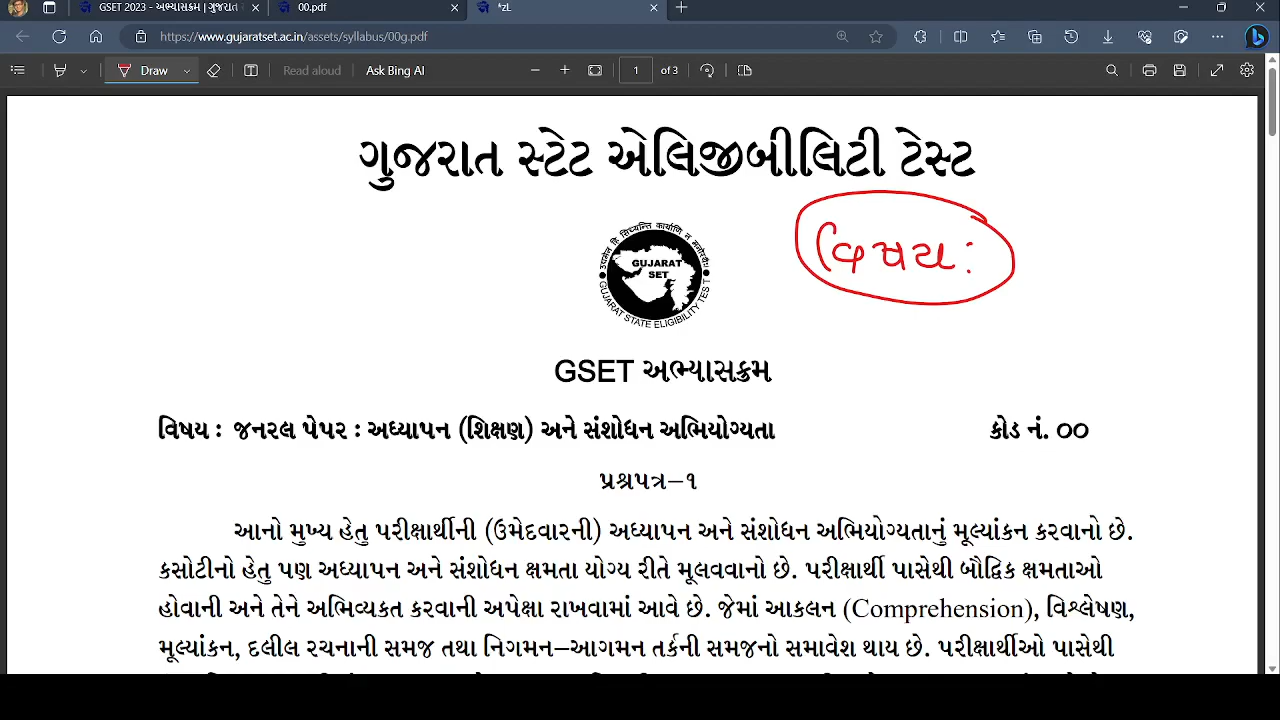 GSET 2023 - અભ્યાસક્રમ | ગુજરાત
00.pdf
https://www.gujaratset.ac.in/assets/syllabus/00g.pdf
Draw
Read aloud
Ask Bing AI
1 of 3
ગુજરાત સ્ટેટ એલિજીબીલિટી ટેસ્ટ
વિષયઃ
उपमेन हि सिध्यन्ति कार्याणि न मनोरथैः
GUJARAT
SET
GUJARAT STATE ELIGIBILITY TEST
GSET અભ્યાસક્રમ
વિષય : જનરલ પેપર : અધ્યાપન (શિક્ષણ) અને સંશોધન અભિયોગ્યતા કોડ નં. ૦૦
પ્રશ્નપત્ર–૧
આનો મુખ્ય હેતુ પરીક્ષાર્થીની (ઉમેદવારની) અધ્યાપન અને સંશોધન અભિયોગ્યતાનું મૂલ્યાંકન કરવાનો છે.
કસોટીનો હેતુ પણ અધ્યાપન અને સંશોધન ક્ષમતા યોગ્ય રીતે મૂલવવાનો છે. પરીક્ષાર્થી પાસેથી બૌદ્ધિક ક્ષમતાઓ
હોવાની અને તેને અભિવ્યકત કરવાની અપેક્ષા રાખવામાં આવે છે. જેમાં આકલન (Comprehension), વિશ્લેષણ,
મૂલ્યાંકન, દલીલ રચનાની સમજ તથા નિગમન–આગમન તર્કની સમજનો સમાવેશ થાય છે. પરીક્ષાર્થીઓ પાસેથી